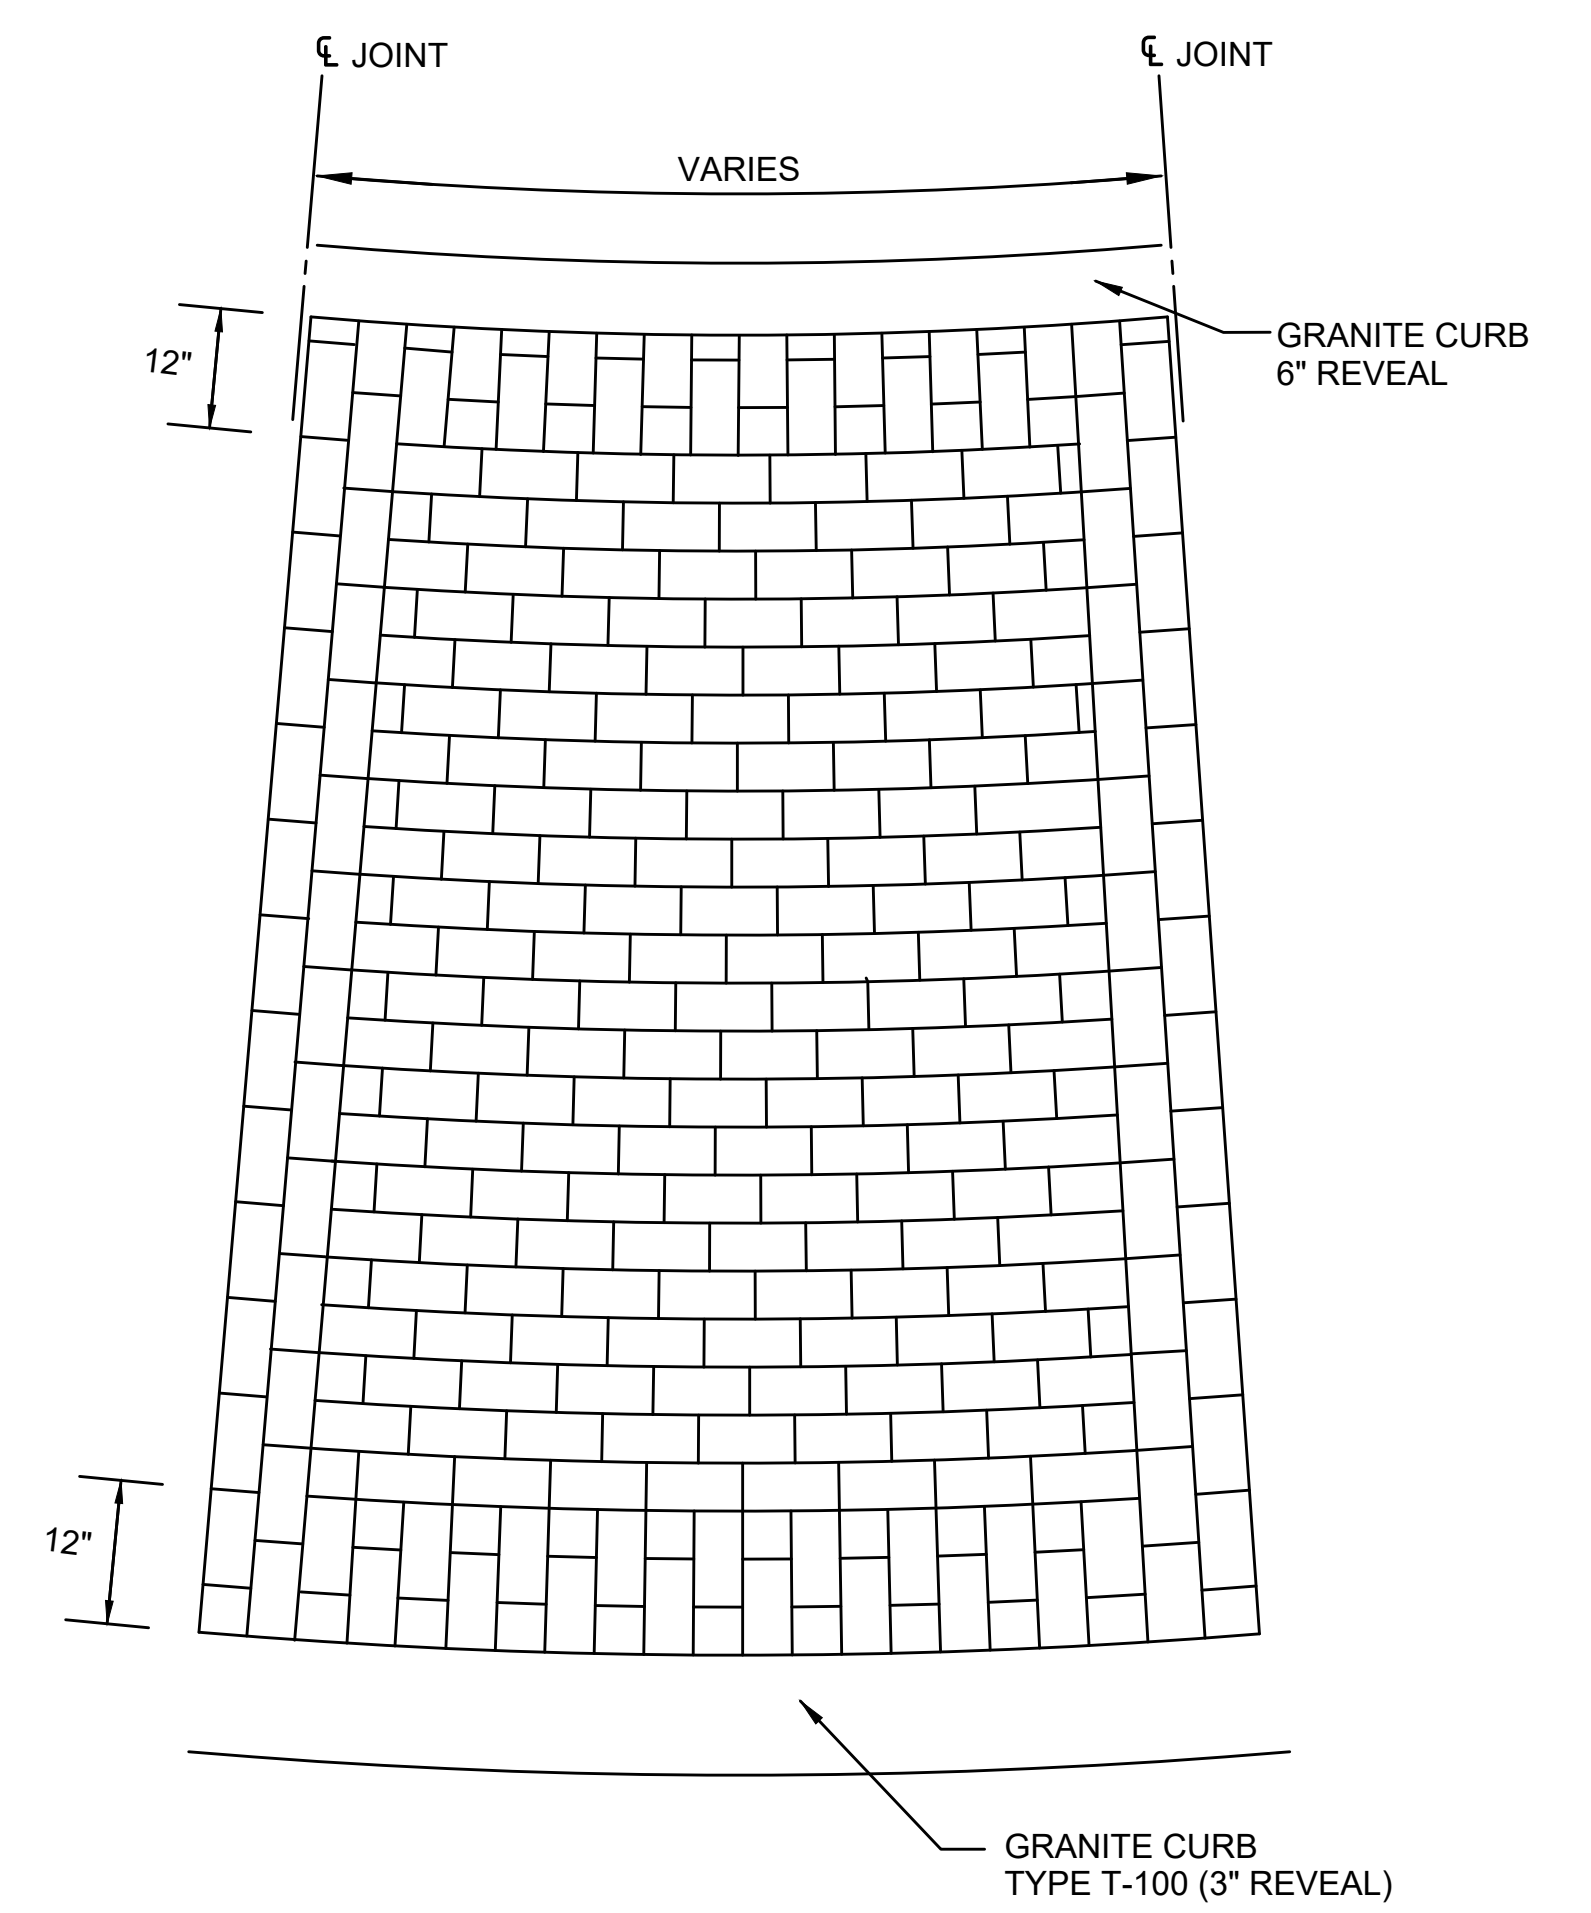 ℄ JOINT
℄ JOINT
VARIES
12"
GRANITE CURB
6" REVEAL
12"
GRANITE CURB
TYPE T-100 (3" REVEAL)